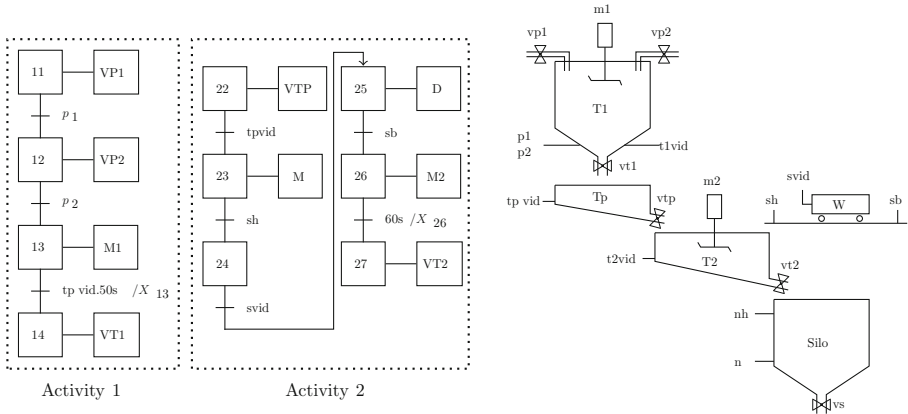 11
VP1
p 1
12
VP2
p 2
13
M1
tp vid.50s /X 13
14
VT1
Activity 1
22
VTP
tpvid
23
M
sh
24
svid
25
D
sb
26
M2
60s /X 26
27
VT2
Activity 2
m1
vp1
vp2
T1
p1
p2
t1vid
vt1
Tp
tp vid
vtp
m2
svid
sh
W
sb
t2vid
T2
vt2
nh
Silo
n
vs